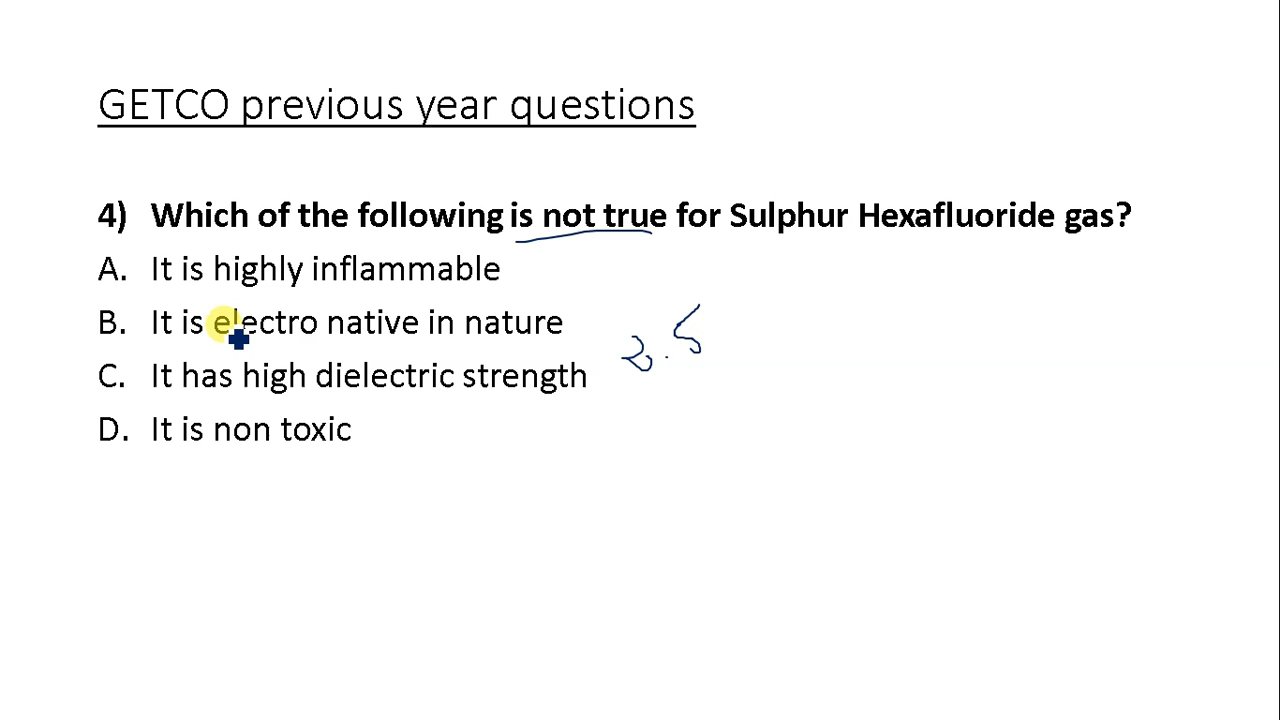 GETCO previous year questions
4) Which of the following is not true for Sulphur Hexafluoride gas?
A. It is highly inflammable
B. It is electro native in nature
2.5
C. It has high dielectric strength
D. It is non toxic